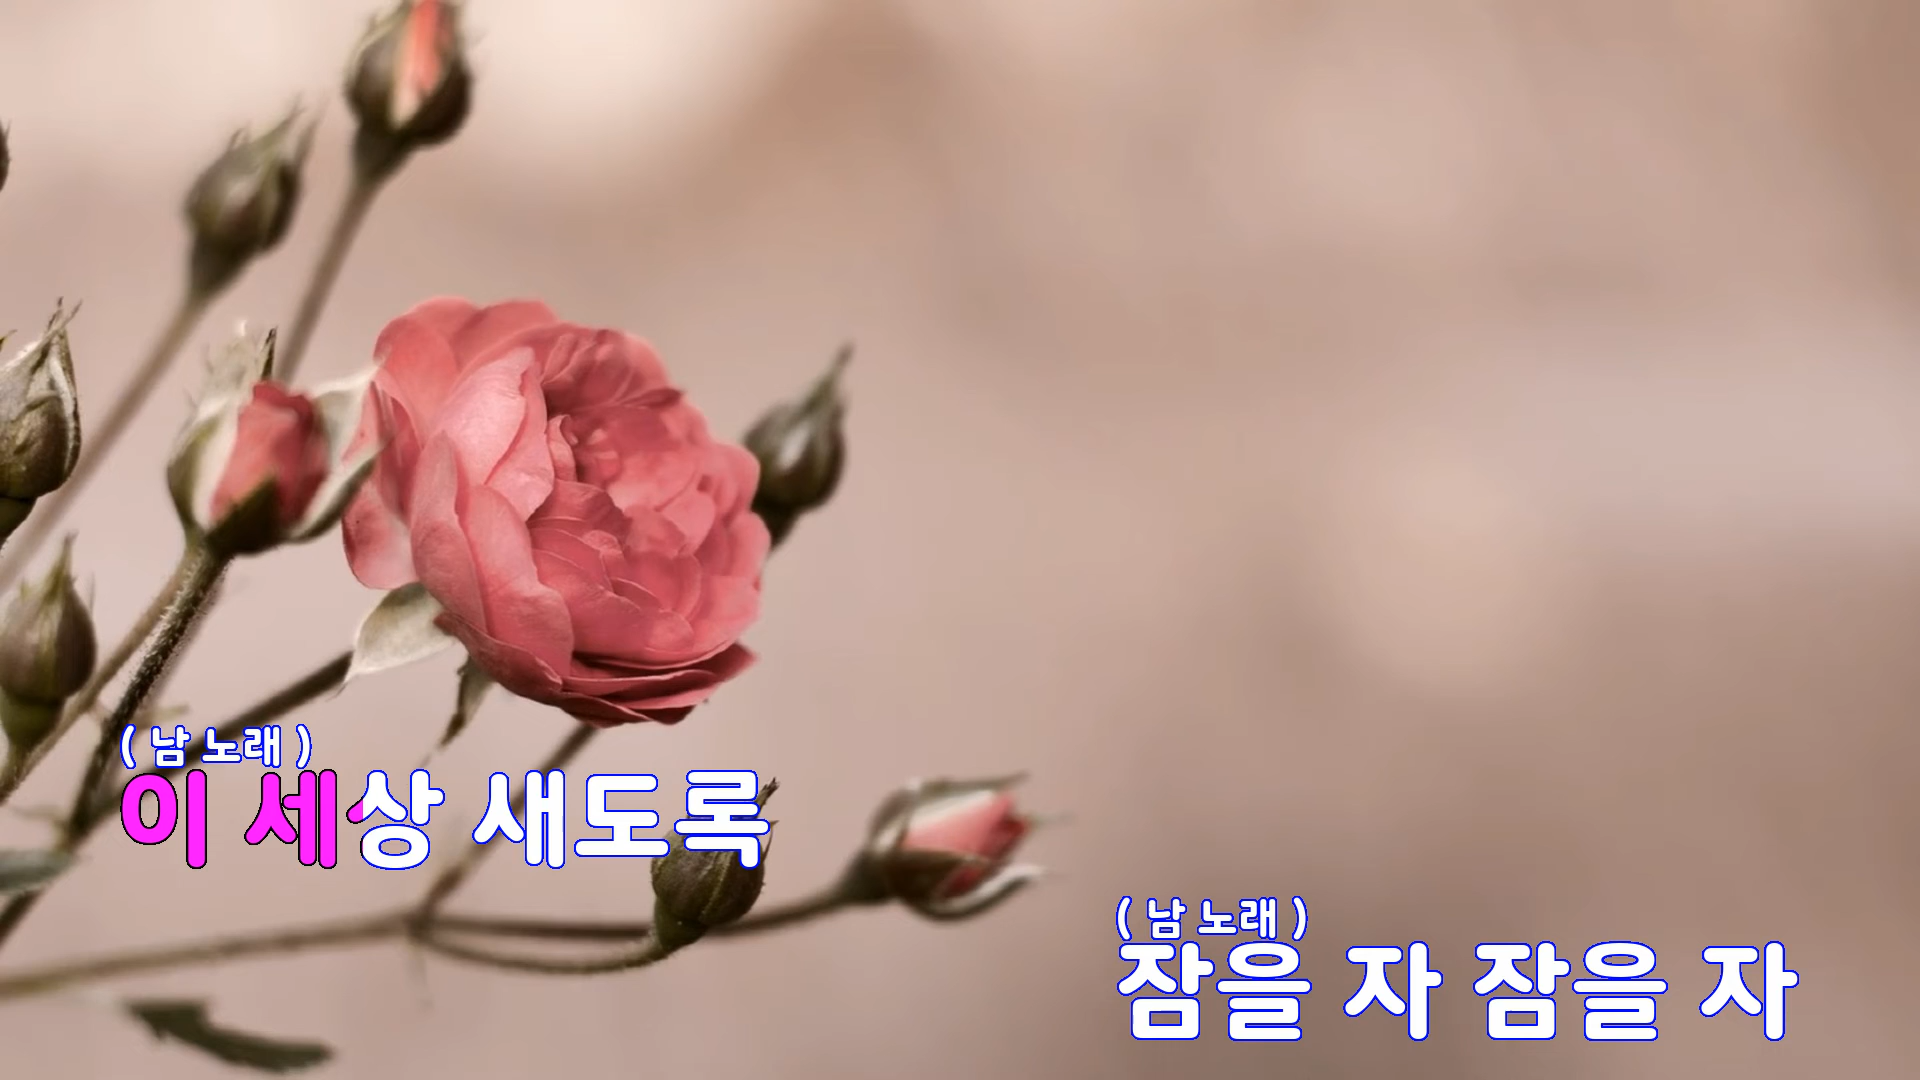 ( 남 노래 )
이 세상 새도록
( 남 노래 )
잠을 자 잠을 자